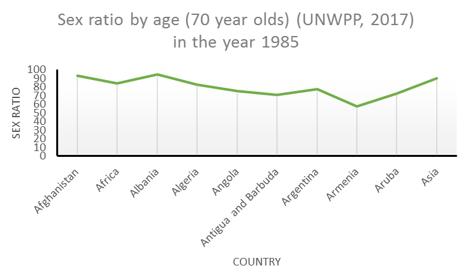 Sex ratio by age (70 year olds) (UNWPP, 2017)
in the year 1985
SEX RATIO
100
90
80
70
60
50
40
30
20
10
0
Afghanistan
Africa
Albania
Algeria
Angola
Antigua and Barbuda
Argentina
Armenia
Aruba
Asia
COUNTRY